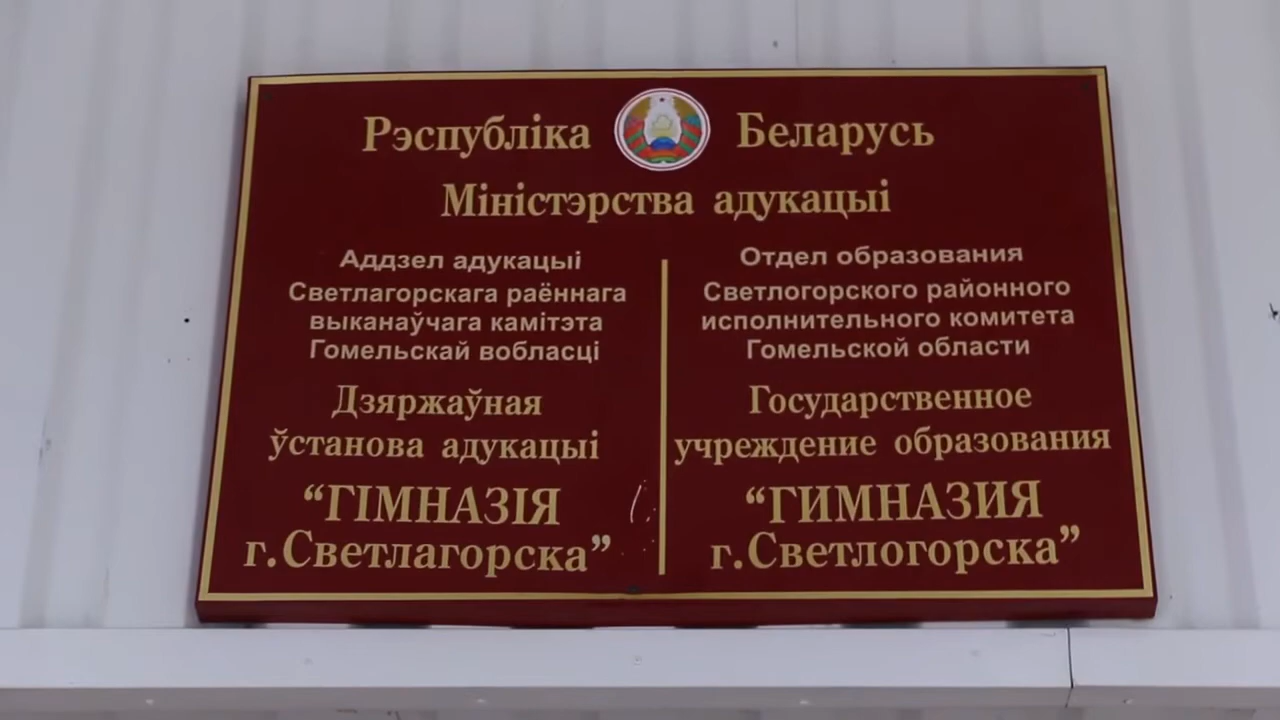 Рэспубліка Беларусь
Міністэрства адукацыі
Аддзел адукацыі
Светлагорскага раённага
выканаўчага камітэта
Гомельскай вобласці
Дзяржаўная
ўстанова адукацыі
“ГІМНАЗІЯ
г.Светлагорска”
Отдел образования
Светлогорского районного
исполнительного комитета
Гомельской области
Государственное
учреждение образования
“ГИМНАЗИЯ
г.Светлогорска”